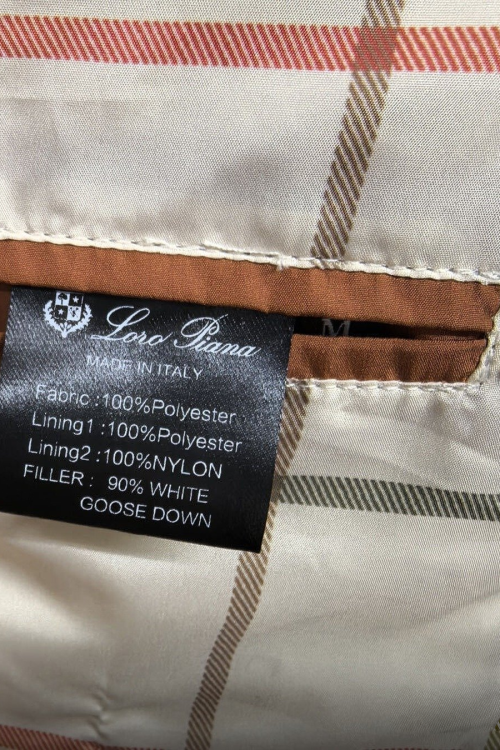 Loro Piana
M
MADE IN ITALY
Fabric :100%Polyester
Lining1 :100%Polyester
Lining2 :100%NYLON
FILLER : 90% WHITE
GOOSE DOWN